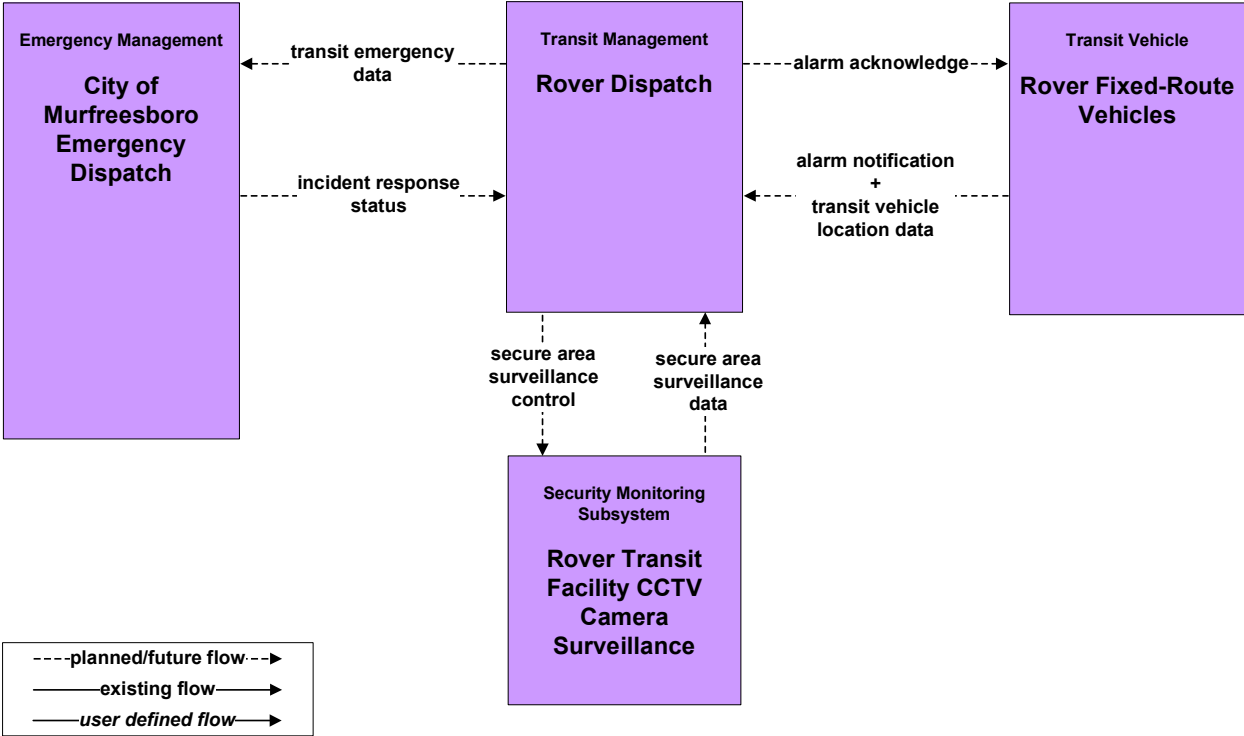 Emergency Management
City of
Murfreesboro
Emergency
Dispatch
transit emergency
data
incident response
status
Transit Management
Rover Dispatch
alarm acknowledge
alarm notification
+
transit vehicle
location data
Transit Vehicle
Rover Fixed-Route
Vehicles
secure area
surveillance
control
secure area
surveillance
data
Security Monitoring
Subsystem
Rover Transit
Facility CCTV
Camera
Surveillance
planned/future flow
existing flow
user defined flow